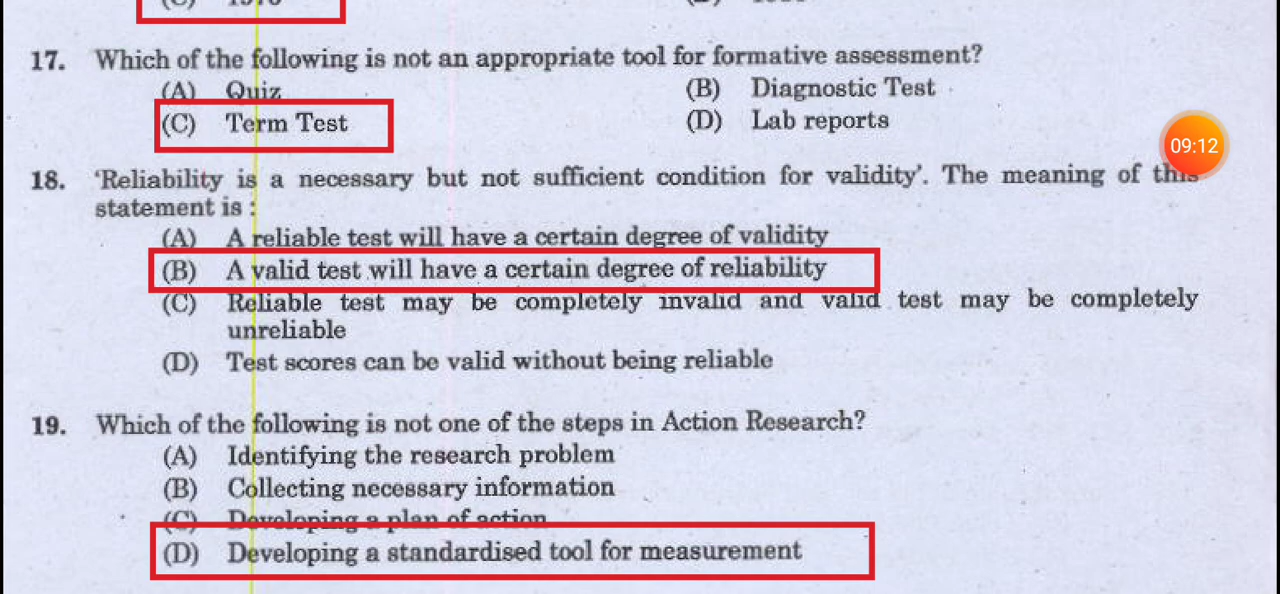 17. Which of the following is not an appropriate tool for formative assessment?
(A) Quiz (B) Diagnostic Test
(C) Term Test (D) Lab reports
09:12
18. 'Reliability is a necessary but not sufficient condition for validity'. The meaning of this
statement is :
(A) A reliable test will have a certain degree of validity
(B) A valid test will have a certain degree of reliability
(C) Reliable test may be completely invalid and valid test may be completely
unreliable
(D) Test scores can be valid without being reliable
19. Which of the following is not one of the steps in Action Research?
(A) Identifying the research problem
(B) Collecting necessary information
(C) Developing a plan of action
(D) Developing a standardised tool for measurement